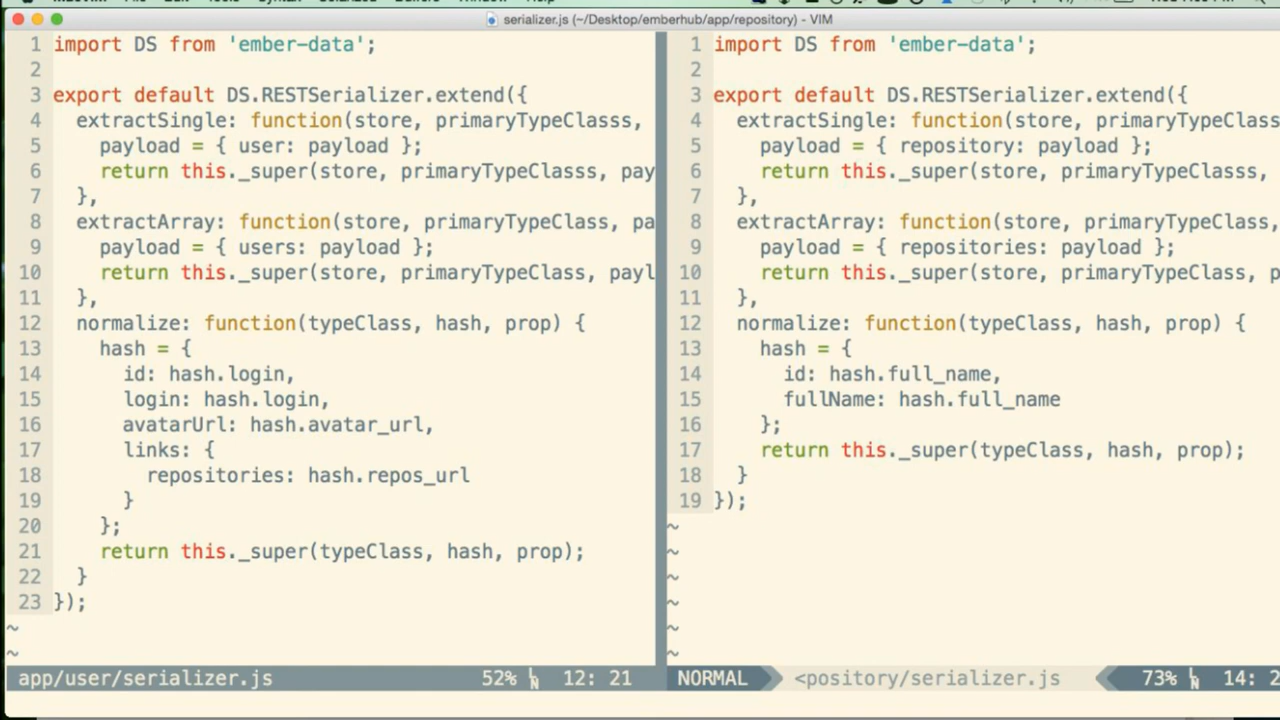 serializer.js (~/Desktop/emberhub/app/repository) - VIM
1 import DS from 'ember-data';
2
3 export default DS.RESTSerializer.extend({
4 extractSingle: function(store, primaryTypeClasss,
5 payload = { user: payload };
6 return this._super(store, primaryTypeClasss, pay
7 },
8 extractArray: function(store, primaryTypeClass, pa
9 payload = { users: payload };
10 return this._super(store, primaryTypeClass, payl
11 },
12 normalize: function(typeClass, hash, prop) {
13 hash = {
14 id: hash.login,
15 login: hash.login,
16 avatarUrl: hash.avatar_url,
17 links: {
18 repositories: hash.repos_url
19 }
20 };
21 return this._super(typeClass, hash, prop);
22 }
23 });
~
~
app/user/serializer.js 52% 12: 21
1 import DS from 'ember-data';
2
3 export default DS.RESTSerializer.extend({
4 extractSingle: function(store, primaryTypeClass
5 payload = { repository: payload };
6 return this._super(store, primaryTypeClasss,
7 },
8 extractArray: function(store, primaryTypeClass,
9 payload = { repositories: payload };
10 return this._super(store, primaryTypeClass, p
11 },
12 normalize: function(typeClass, hash, prop) {
13 hash = {
14 id: hash.full_name,
15 fullName: hash.full_name
16 };
17 return this._super(typeClass, hash, prop);
18 }
19 });
~
~
~
~
~
~
NORMAL <pository/serializer.js 73% 14: 2